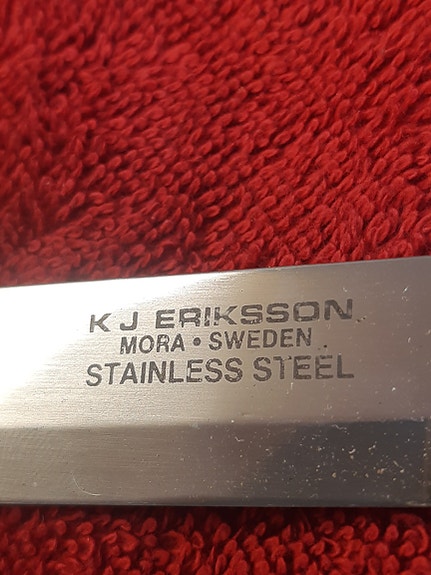 K J ERIKSSON
MORA • SWEDEN
STAINLESS STEEL